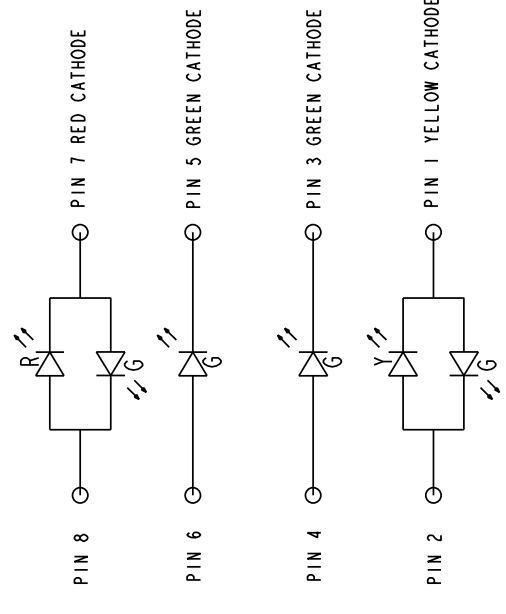 PIN 7 RED CATHODE
PIN 5 GREEN CATHODE
PIN 3 GREEN CATHODE
PIN 1 YELLOW CATHODE
R
G
G
G
Y
G
PIN 8
PIN 6
PIN 4
PIN 2